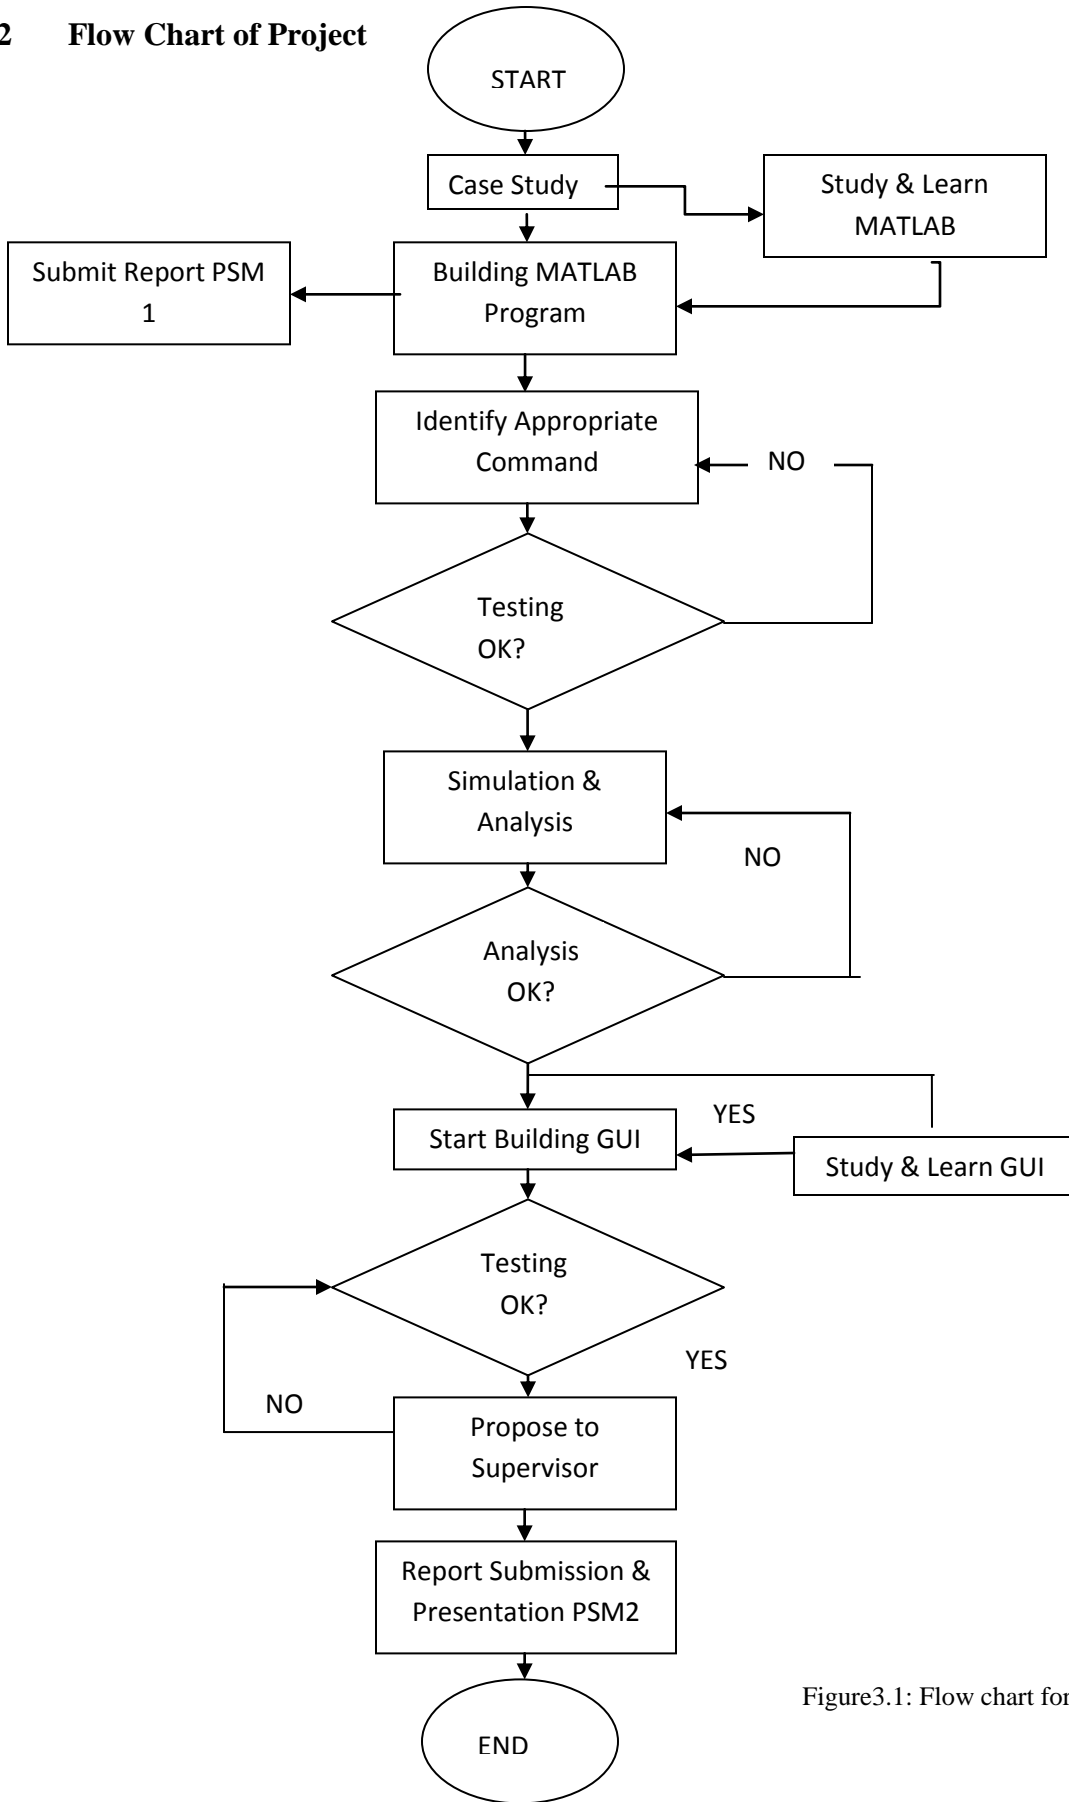 2 Flow Chart of Project
START
Case Study
Study & Learn
MATLAB
Submit Report PSM
1
Building MATLAB
Program
Identify Appropriate
Command
NO
Testing
OK?
Simulation &
Analysis
NO
Analysis
OK?
YES
Start Building GUI
Study & Learn GUI
Testing
OK?
YES
NO
Propose to
Supervisor
Report Submission &
Presentation PSM2
Figure3.1: Flow chart for
END